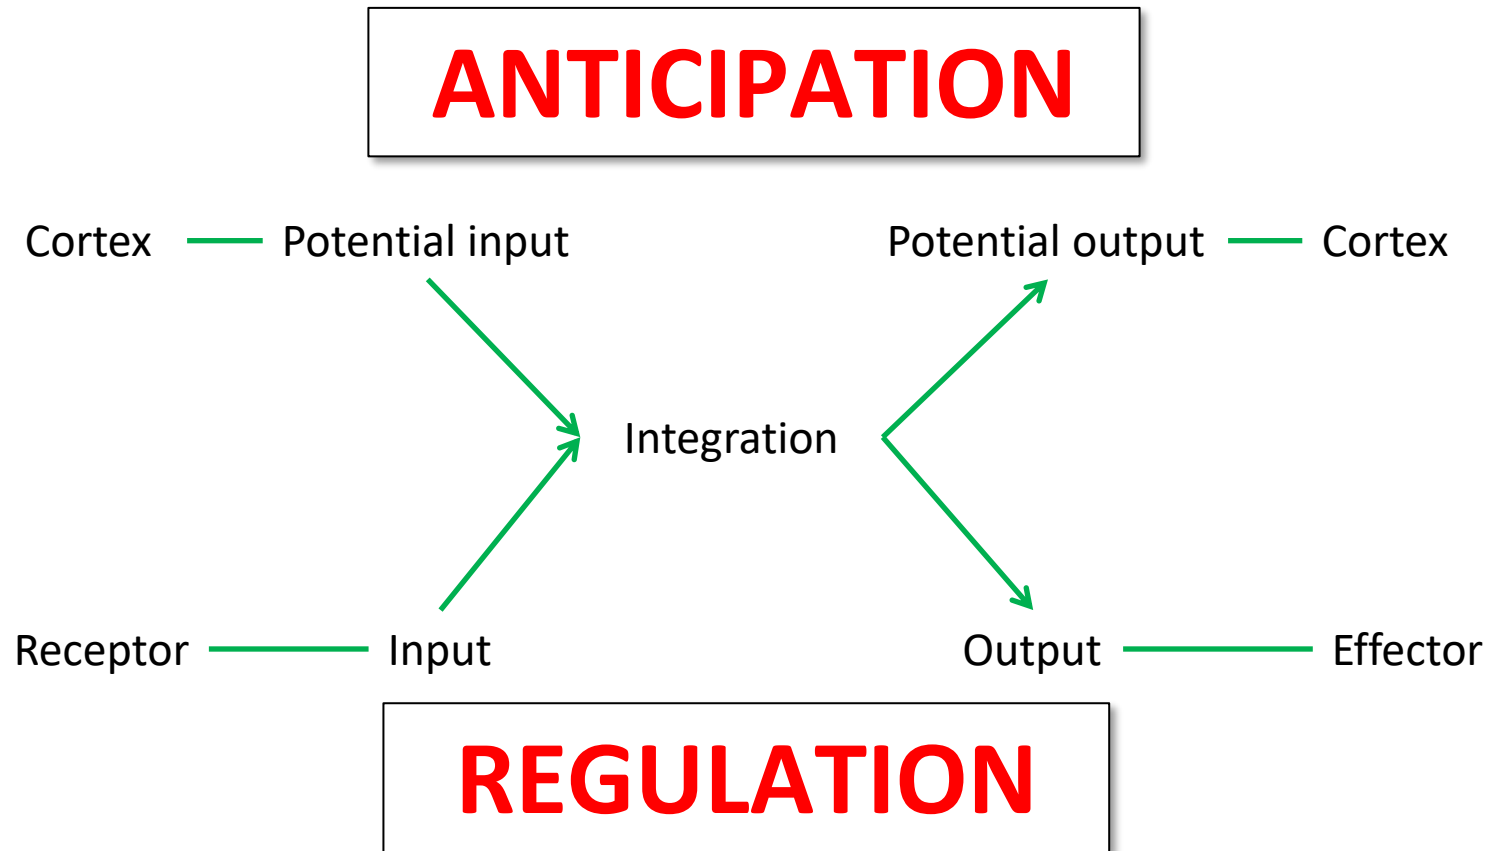 ANTICIPATION
Cortex Potential input Potential output Cortex
Integration
Receptor Input Output Effector
REGULATION